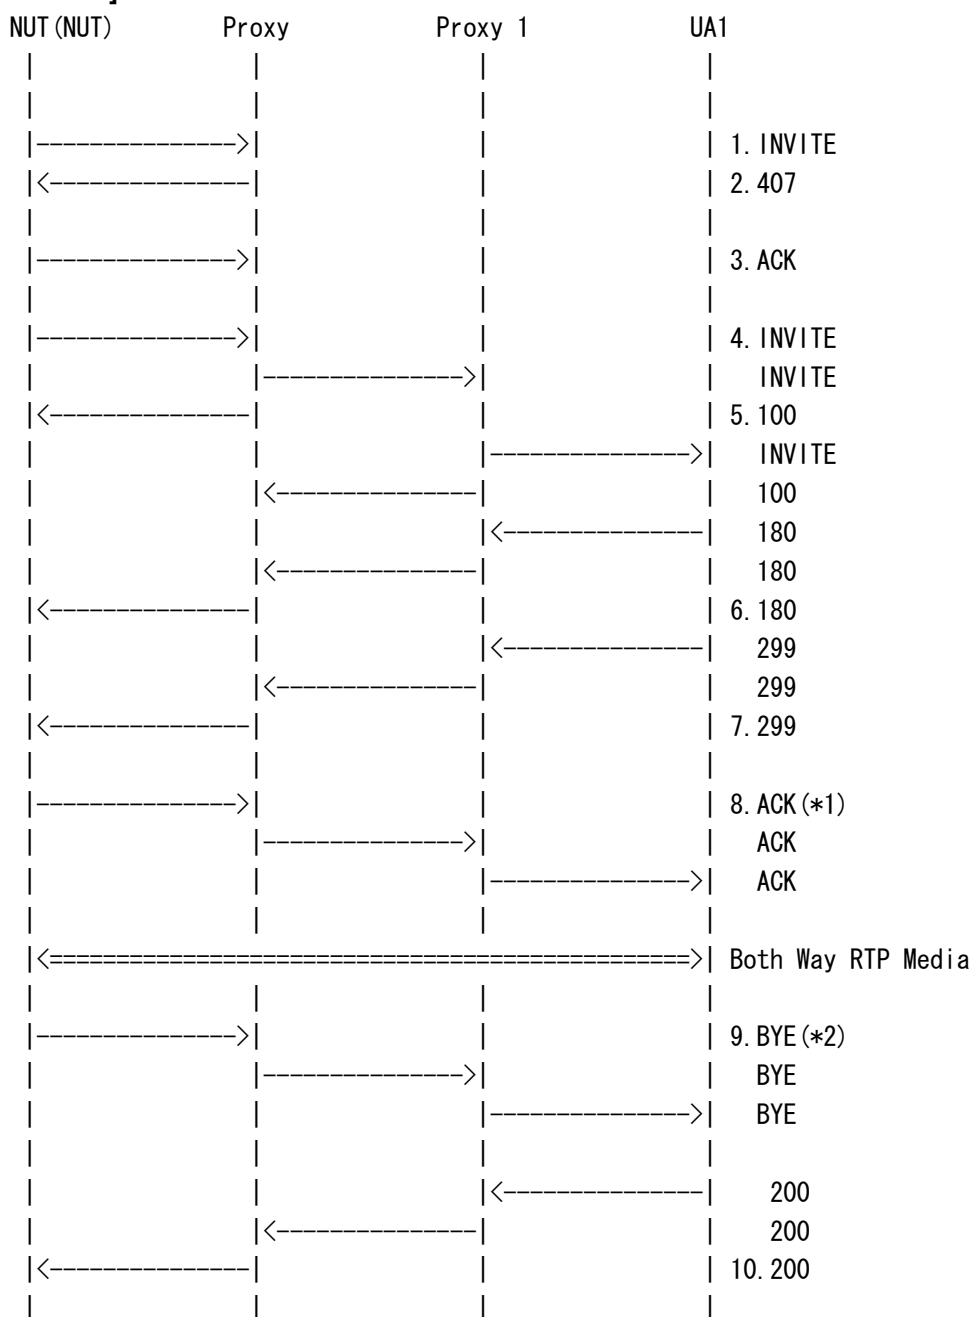 ]
NUT(NUT) Proxy Proxy 1 UA1
1.INVITE
2.407
3.ACK
4.INVITE
INVITE
5.100
INVITE
100
180
180
6.180
299
299
7.299
8.ACK(*1)
ACK
ACK
Both Way RTP Media
9.BYE(*2)
BYE
BYE
200
200
10.200